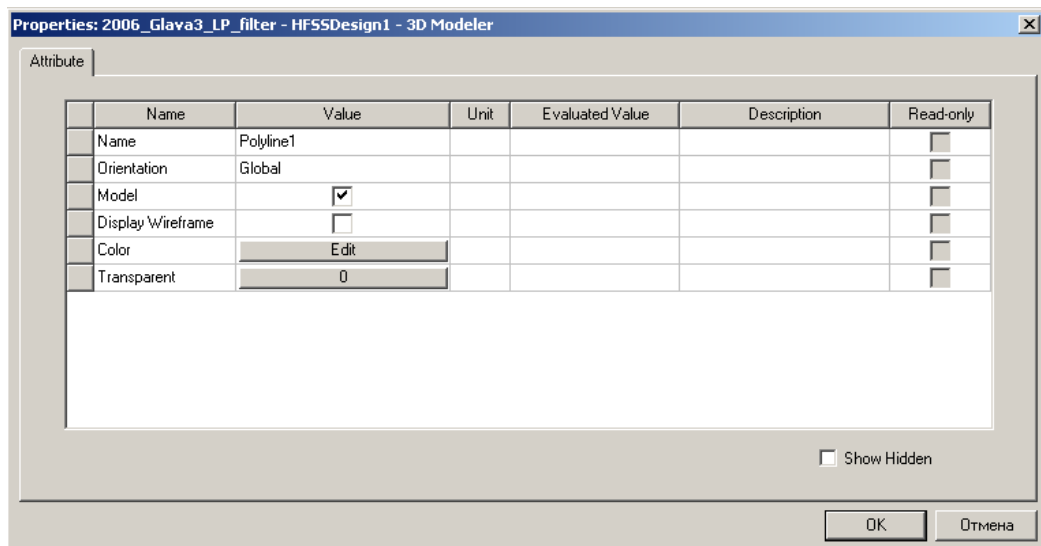 Properties: 2006_Glava3_LP_filter - HFSSDesign1 - 3D Modeler
Attribute
Name Value Unit Evaluated Value Description Read-only
Name Polyline1
Orientation Global
Model
Display Wireframe
Color Edit
Transparent 0
Show Hidden
OK Отмена